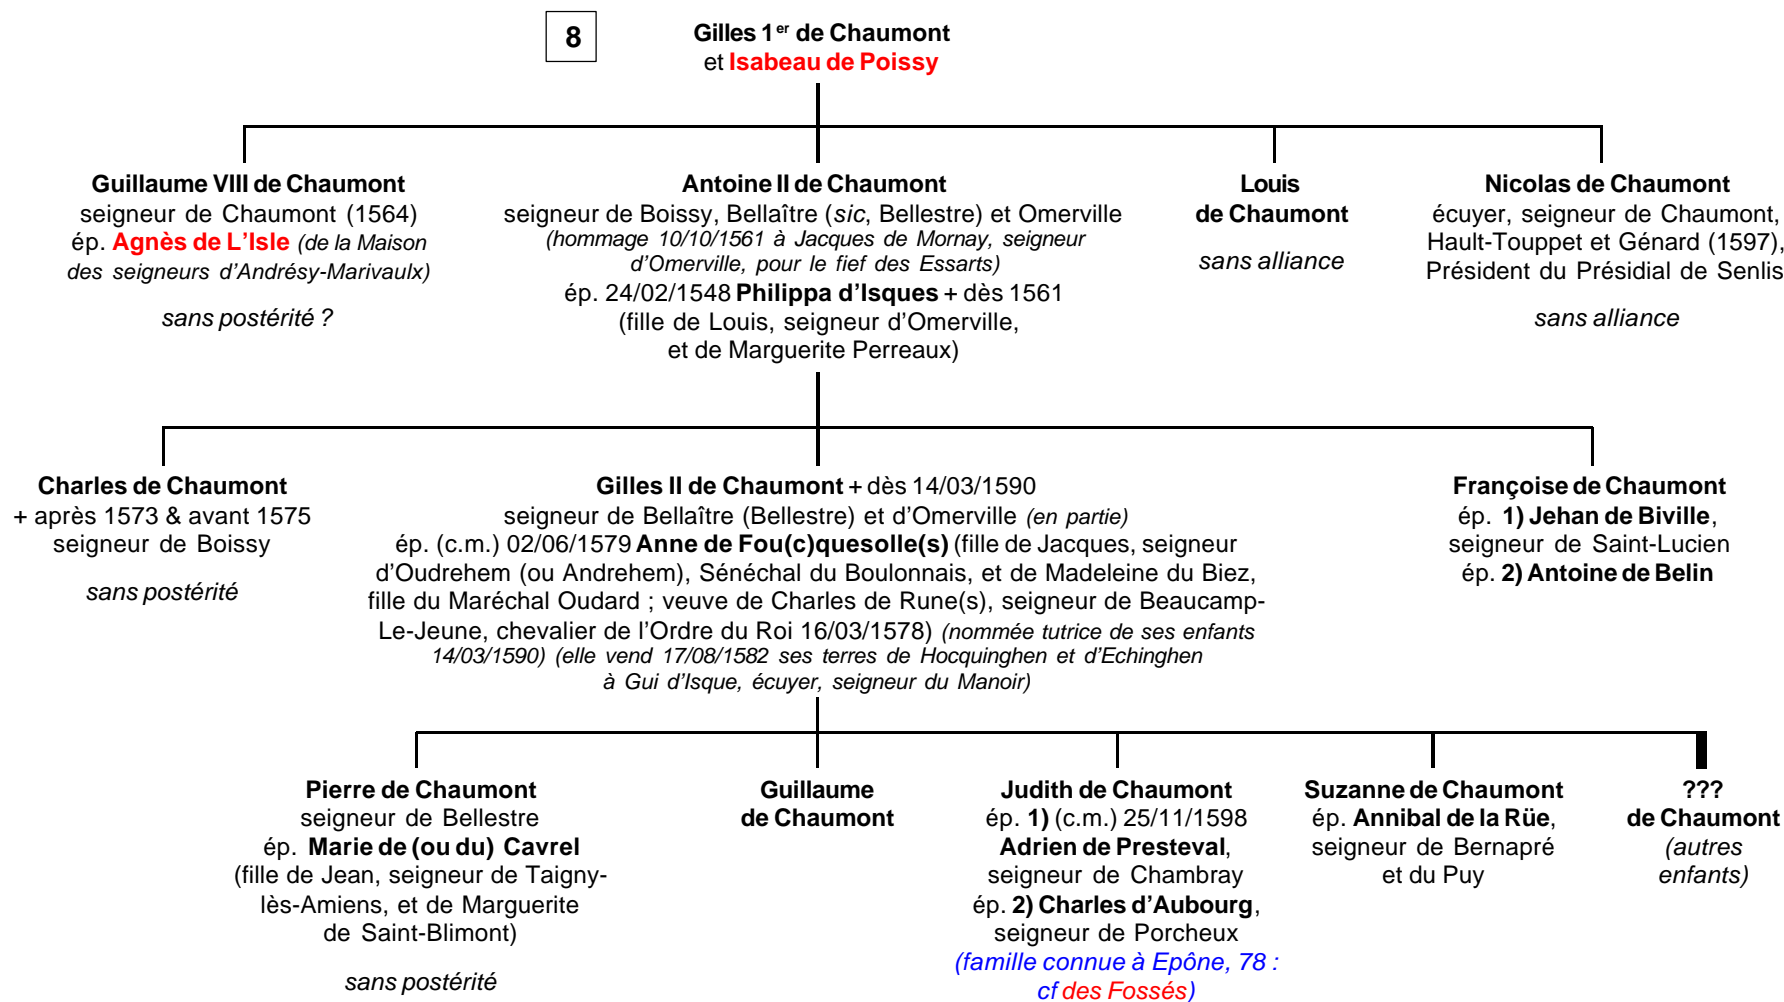 8
Gilles 1er de Chaumont
et Isabeau de Poissy
Guillaume VIII de Chaumont
seigneur de Chaumont (1564)
ép. Agnès de L'Isle (de la Maison
des seigneurs d'Andrésy-Marivaulx)
sans postérité ?
Antoine II de Chaumont
seigneur de Boissy, Bellaître (sic, Bellestre) et Omerville
(hommage 10/10/1561 à Jacques de Mornay, seigneur
d'Omerville, pour le fief des Essarts)
ép. 24/02/1548 Philippa d'Isques + dès 1561
(fille de Louis, seigneur d'Omerville,
et de Marguerite Perreaux)
Louis
de Chaumont
sans alliance
Nicolas de Chaumont
écuyer, seigneur de Chaumont,
Hault-Touppet et Génard (1597),
Président du Présidial de Senlis
sans alliance
Charles de Chaumont
+ après 1573 & avant 1575
seigneur de Boissy
sans postérité
Gilles II de Chaumont + dès 14/03/1590
seigneur de Bellaître (Bellestre) et d'Omerville (en partie)
ép. (c.m.) 02/06/1579 Anne de Fou(c)quesolle(s) (fille de Jacques, seigneur
d'Oudrehem (ou Andrehem), Sénéchal du Boulonnais, et de Madeleine du Biez,
fille du Maréchal Oudard ; veuve de Charles de Rune(s), seigneur de Beaucamp-
Le-Jeune, chevalier de l'Ordre du Roi 16/03/1578) (nommée tutrice de ses enfants
14/03/1590) (elle vend 17/08/1582 ses terres de Hocquinghen et d'Echinghen
à Gui d'Isque, écuyer, seigneur du Manoir)
Françoise de Chaumont
ép. 1) Jehan de Biville,
seigneur de Saint-Lucien
ép. 2) Antoine de Belin
Pierre de Chaumont
seigneur de Bellestre
ép. Marie de (ou du) Cavrel
(fille de Jean, seigneur de Taigny-
lès-Amiens, et de Marguerite
de Saint-Blimont)
sans postérité
Guillaume
de Chaumont
Judith de Chaumont
ép. 1) (c.m.) 25/11/1598
Adrien de Presteval,
seigneur de Chambray
ép. 2) Charles d'Aubourg,
seigneur de Porcheux
(famille connue à Epône, 78 :
cf des Fossés)
Suzanne de Chaumont
ép. Annibal de la Rüe,
seigneur de Bernapré
et du Puy
???
de Chaumont
(autres
enfants)